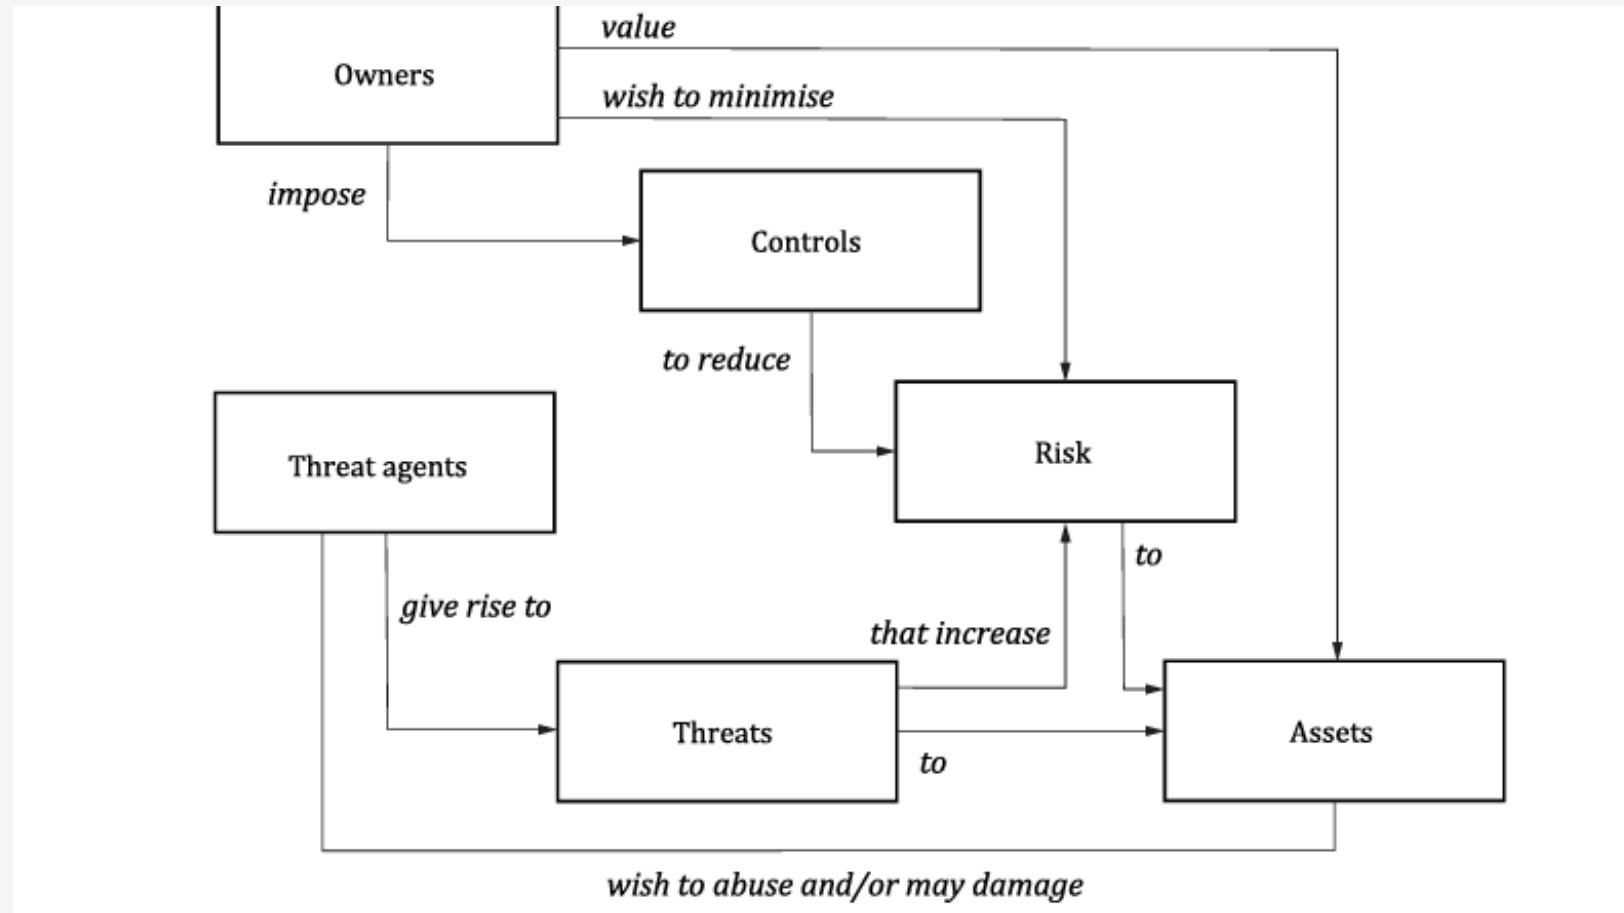 value
Owners
wish to minimise
impose
Controls
to reduce
Risk
Threat agents
to
give rise to
that increase
Threats
Assets
to
wish to abuse and/or may damage